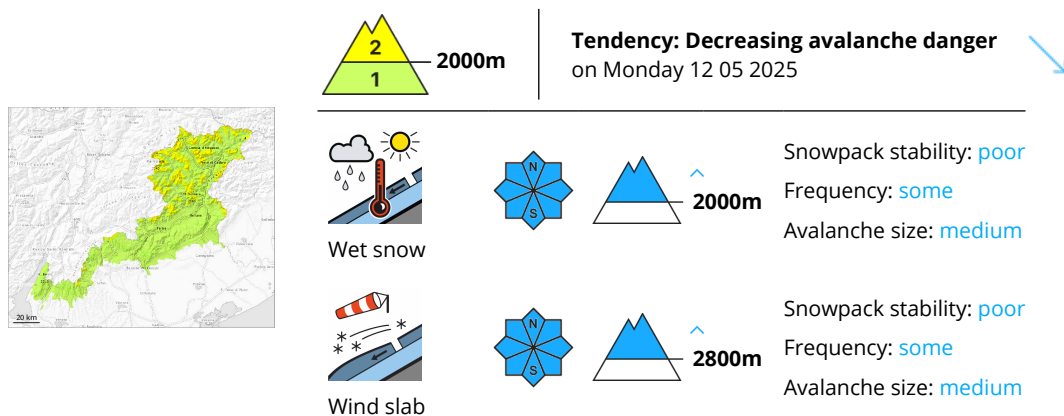 2
1
2000m
Tendency: Decreasing avalanche danger
on Monday 12 05 2025
20 km
Wet snow
N
S
2000m
Snowpack stability: poor
Frequency: some
Avalanche size: medium
Wind slab
N
S
2800m
Snowpack stability: poor
Frequency: some
Avalanche size: medium